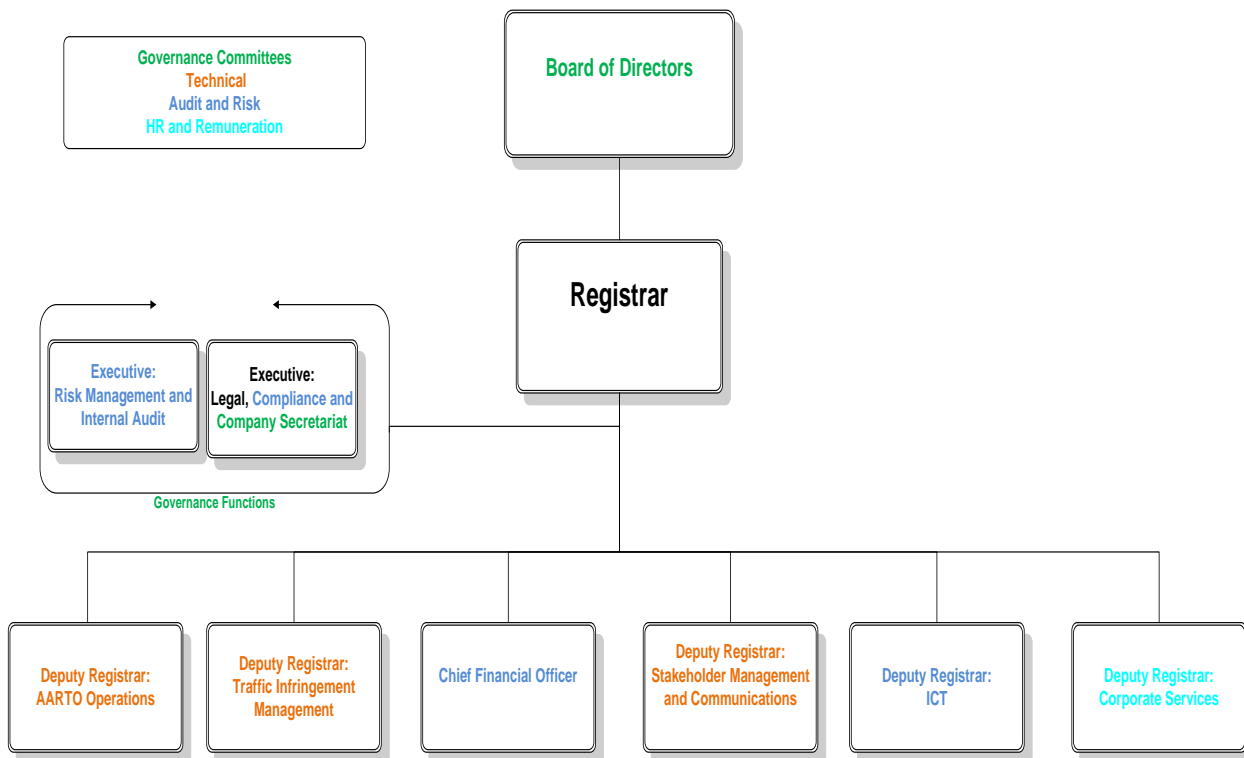 Governance Committees
Technical
Audit and Risk
HR and Remuneration
Board of Directors
Registrar
Executive:
Risk Management and
Internal Audit
Executive:
Legal, Compliance and
Company Secretariat
Governance Functions
Deputy Registrar:
AARTO Operations
Deputy Registrar:
Traffic Infringement
Management
Chief Financial Officer
Deputy Registrar:
Stakeholder Management
and Communications
Deputy Registrar:
ICT
Deputy Registrar:
Corporate Services